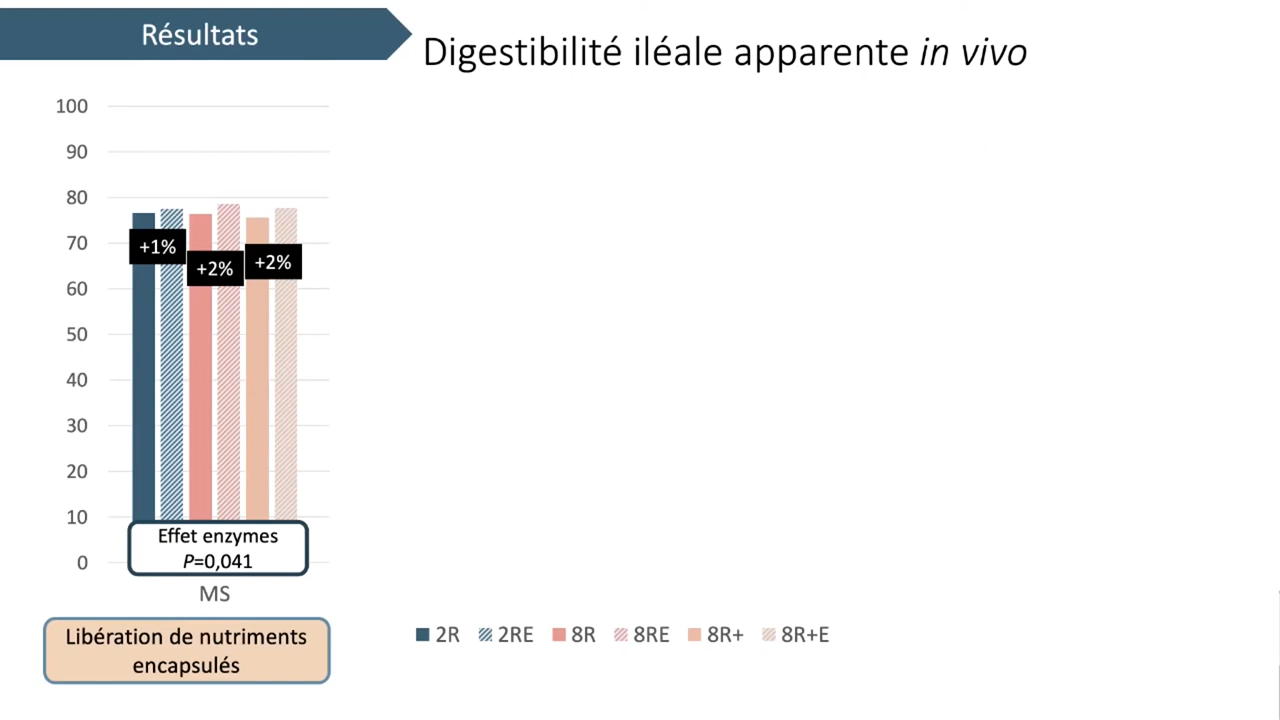 Résultats
Digestibilité iléale apparente in vivo
100
90
80
70
60
50
40
30
20
10
0
+1%
+2%
+2%
Effet enzymes
P=0,041
MS
Libération de nutriments
encapsulés
2R 2RE 8R 8RE 8R+ 8R+E